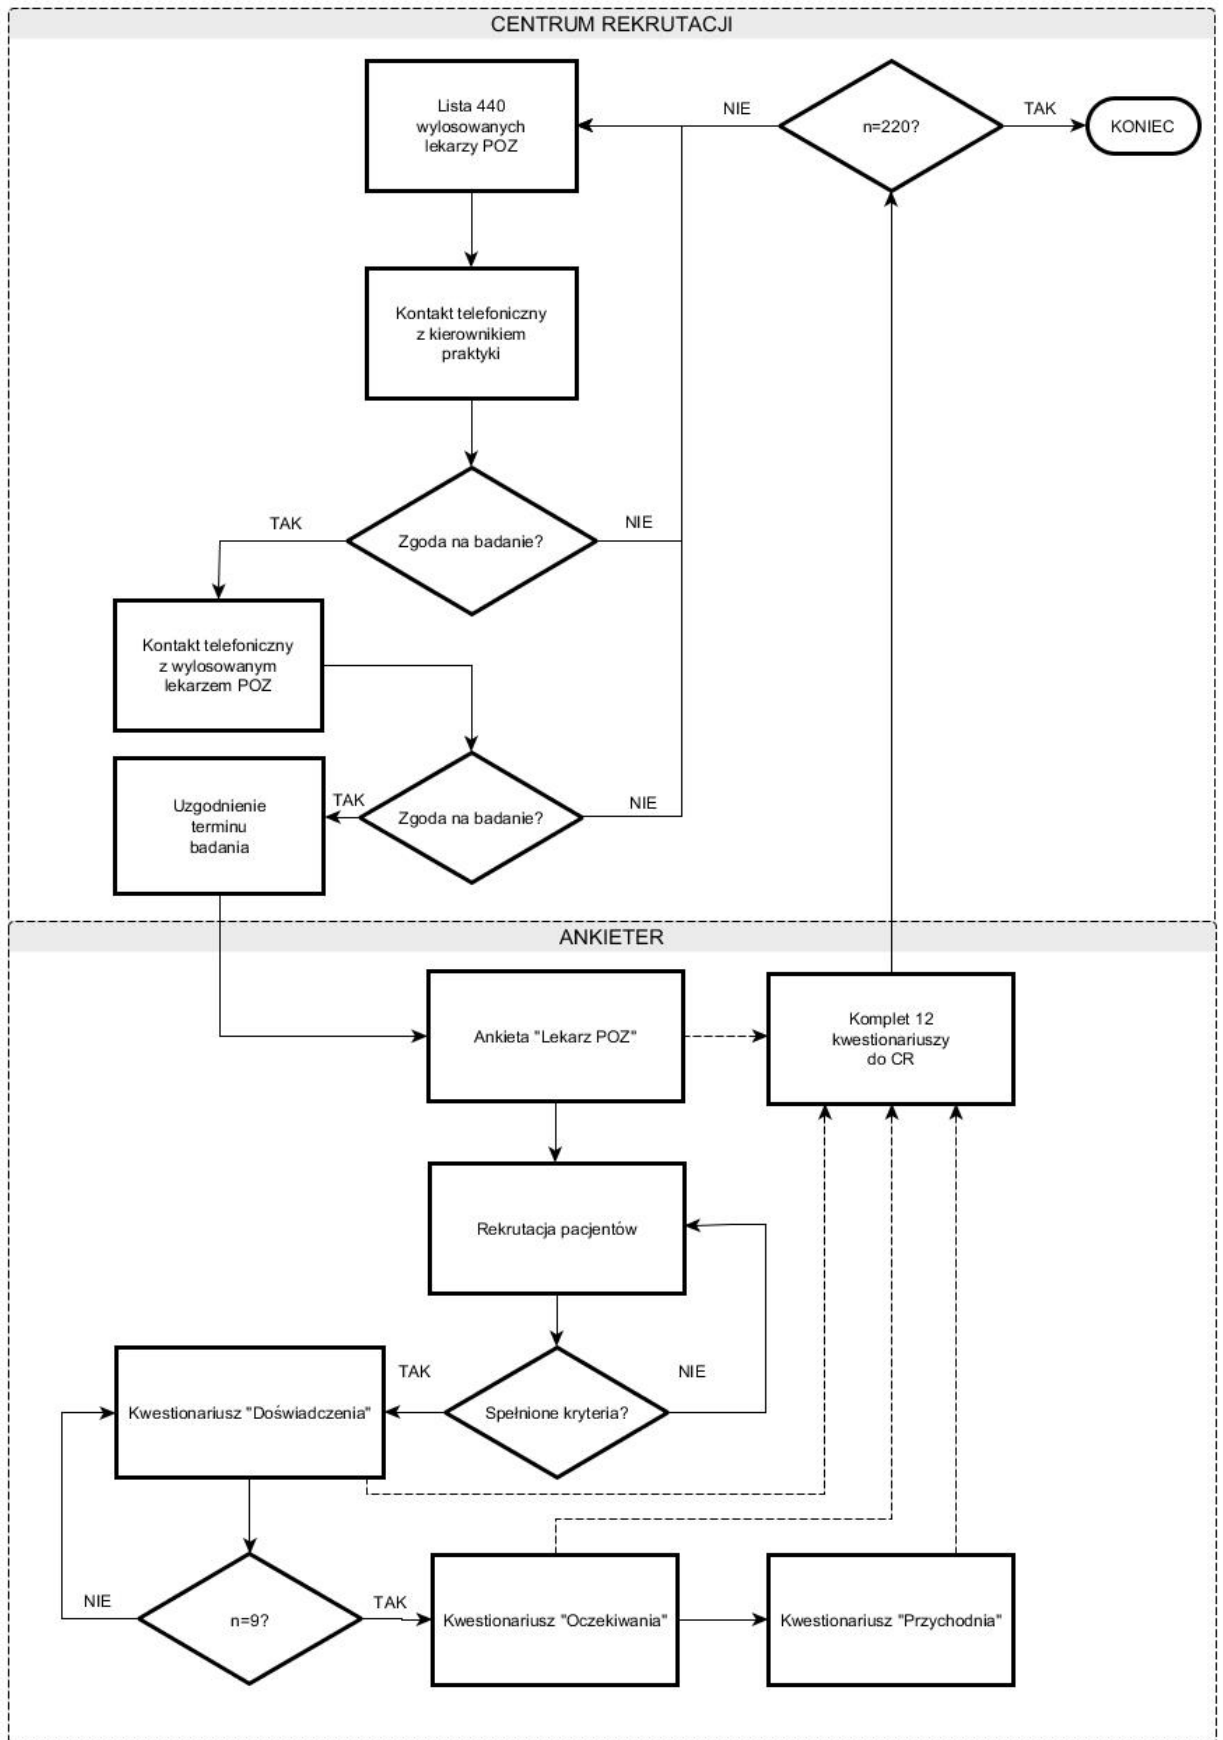 CENTRUM REKRUTACJI
Lista 440
wylosowanych
lekarzy POZ
NIE
n=220?
TAK
KONIEC
Kontakt telefoniczny
z kierownikiem
praktyki
TAK
Zgoda na badanie?
NIE
Kontakt telefoniczny
z wylosowanym
lekarzem POZ
Uzgodnienie
terminu
badania
TAK
Zgoda na badanie?
NIE
ANKIETER
Ankieta "Lekarz POZ"
Komplet 12
kwestionariuszy
do CR
Rekrutacja pacjentów
Kwestionariusz "Doświadczenia"
TAK
Spełnione kryteria?
NIE
NIE
n=9?
TAK
Kwestionariusz "Oczekiwania"
Kwestionariusz "Przychodnia"